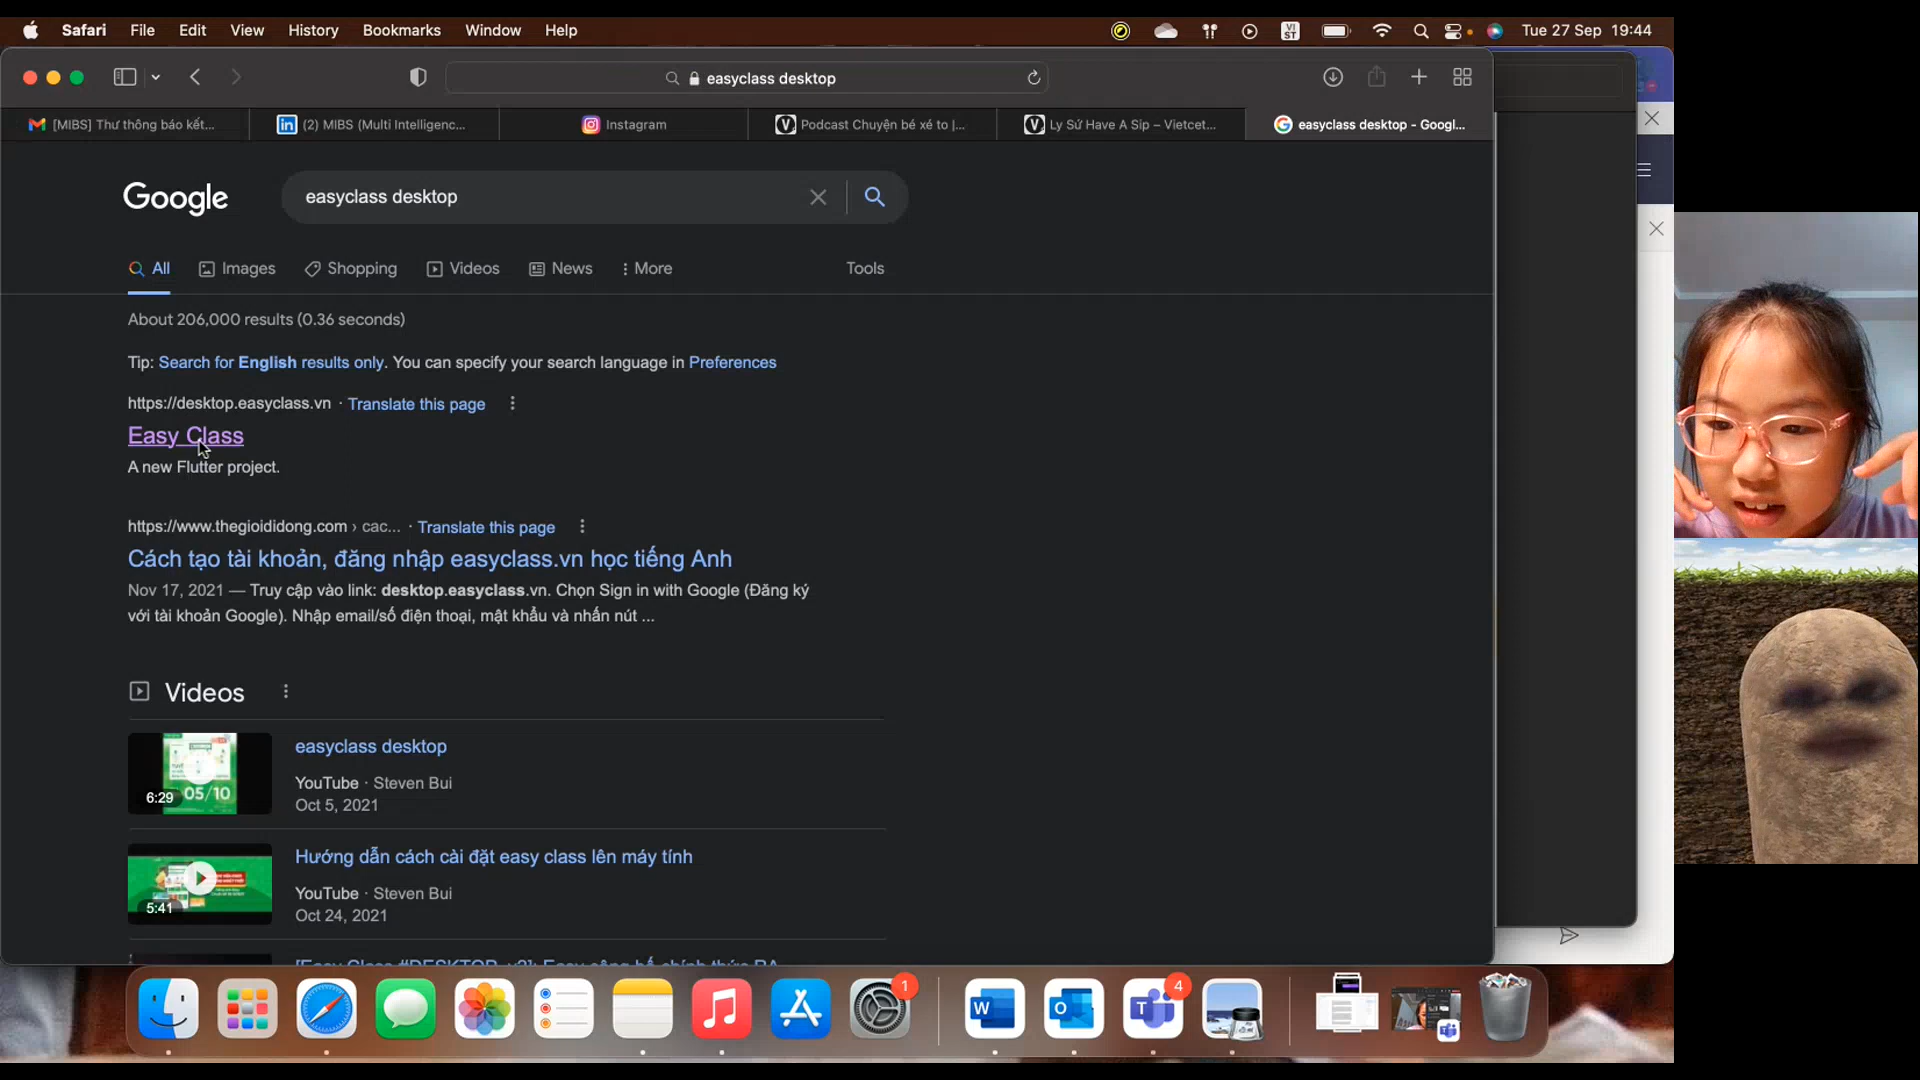 Safari File Edit View History Bookmarks Window Help
VI
ST
Tue 27 Sep 19:44
easyclass desktop
[MIBS] Thư thông báo kết...
(2) MIBS (Multi Intelligenc...
Instagram
Podcast Chuyện bé xé to |...
Ly Sứ Have A Sip – Vietcet...
easyclass desktop - Googl...
Google
easyclass desktop
All Images Shopping Videos News More Tools
About 206,000 results (0.36 seconds)
Tip: Search for English results only. You can specify your search language in Preferences
https://desktop.easyclass.vn · Translate this page
Easy Class
A new Flutter project.
https://www.thegioididong.com › cac... · Translate this page
Cách tạo tài khoản, đăng nhập easyclass.vn học tiếng Anh
Nov 17, 2021 — Truy cập vào link: desktop.easyclass.vn. Chọn Sign in with Google (Đăng ký
với tài khoản Google). Nhập email/số điện thoại, mật khẩu và nhấn nút ...
Videos
easyclass desktop
YouTube · Steven Bui
Oct 5, 2021
05/10
6:29
Hướng dẫn cách cài đặt easy class lên máy tính
YouTube · Steven Bui
Oct 24, 2021
5:41
1
4